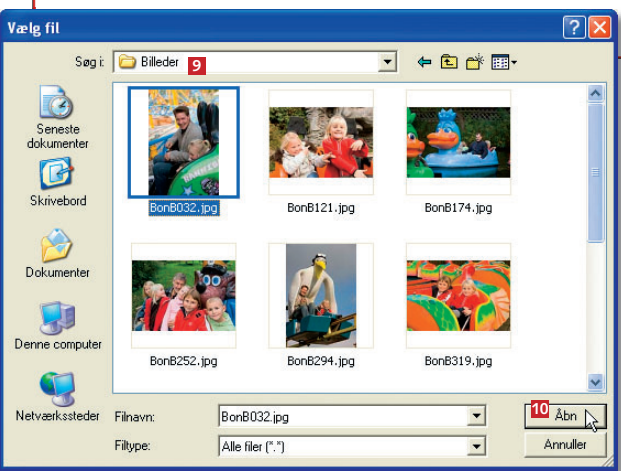 Vælg fil
Søg i: Billeder 9
Seneste
dokumenter
Skrivebord
Dokumenter
Denne computer
Netværkssteder
BonB032.jpg BonB121.jpg BonB174.jpg
BonB252.jpg BonB294.jpg BonB319.jpg
Filnavn: BonB032.jpg 10 Åbn
Filtype: Alle filer (*.*) Annuller